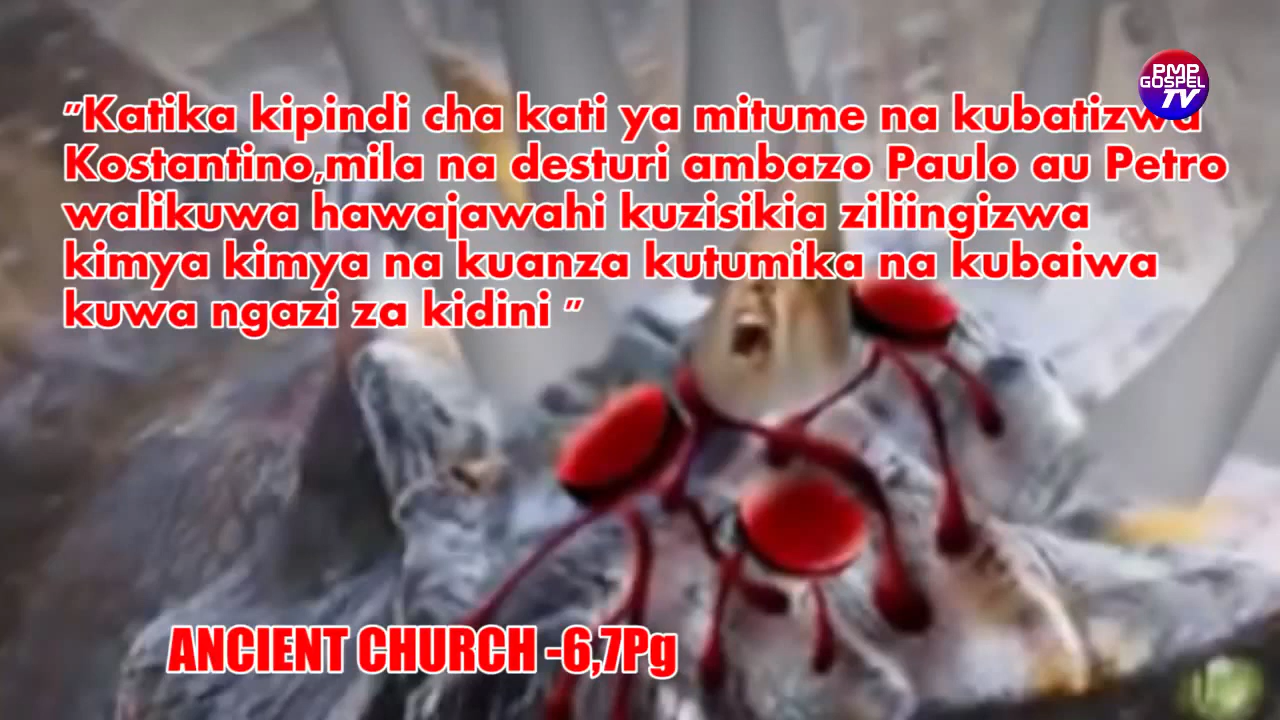 "Katika kipindi cha kati ya mitume na kubatizwa
Kostantino,mila na desturi ambazo Paulo au Petro
walikuwa hawajawahi kuzisikia ziliingizwa
kimya kimya na kuanza kutumika na kubaiwa
kuwa ngazi za kidini "
PMP
GOSPEL
TV
ANCIENT CHURCH -6,7Pg